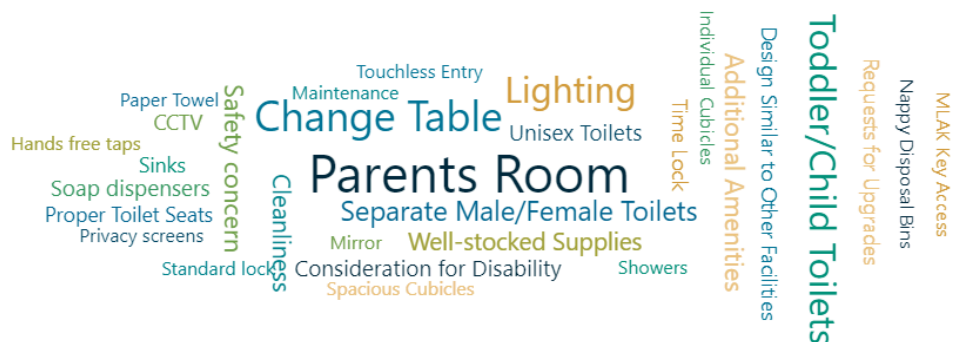 Touchless Entry
Paper Towel
Maintenance
Lighting
CCTV
Change Table
Unisex Toilets
Hands free taps
Safety concern
Sinks
Parents Room
Soap dispensers
Cleanliness
Proper Toilet Seats
Separate Male/Female Toilets
Privacy screens
Mirror
Well-stocked Supplies
Standard lock
Consideration for Disability
Showers
Spacious Cubicles
Time Lock
Individual Cubicles
Additional Amenities
Design Similar to Other Facilities
Toddler/Child Toilets
Requests for Upgrades
Nappy Disposal Bins
MLAK Key Access